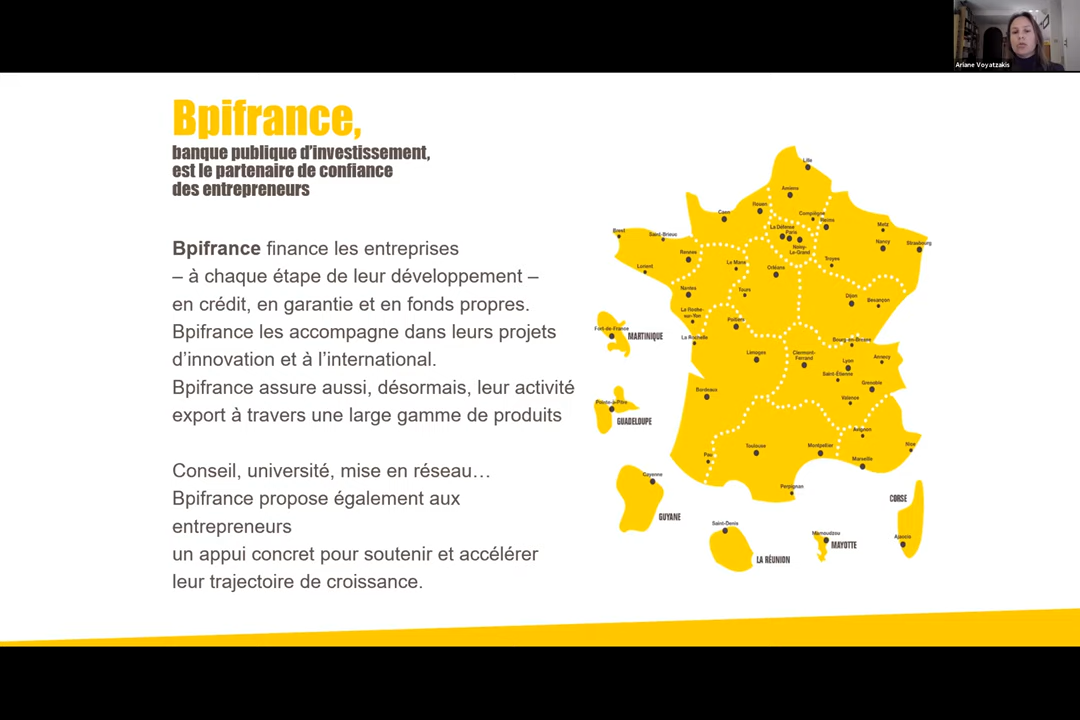 Ariane Voyatzakis
Bpifrance,
banque publique d'investissement,
est le partenaire de confiance
des entrepreneurs
Bpifrance finance les entreprises
– à chaque étape de leur développement –
en crédit, en garantie et en fonds propres.
Bpifrance les accompagne dans leurs projets
d'innovation et à l'international.
Bpifrance assure aussi, désormais, leur activité
export à travers une large gamme de produits
Conseil, université, mise en réseau…
Bpifrance propose également aux
entrepreneurs
un appui concret pour soutenir et accélérer
leur trajectoire de croissance.
Lille
Amiens
Rouen
Compiègne
Caen
Reims
La Défense
Paris
Noisy-
Le-Grand
Metz
Nancy
Strasbourg
Brest
Saint-Brieuc
Rennes
Lorient
Le Mans
Orléans
Troyes
Nantes
Tours
Dijon
Besançon
La Roche-
sur-Yon
Poitiers
Fort-de-France
MARTINIQUE
La Rochelle
Bourg-en-Bresse
Limoges
Clermont-
Ferrand
Lyon
Annecy
Saint-Étienne
Grenoble
Bordeaux
Valence
Pointe-à-Pitre
GUADELOUPE
Avignon
Pau
Toulouse
Montpellier
Nice
Marseille
Cayenne
Perpignan
GUYANE
CORSE
Saint-Denis
LA RÉUNION
Mamoudzou
MAYOTTE
Ajaccio